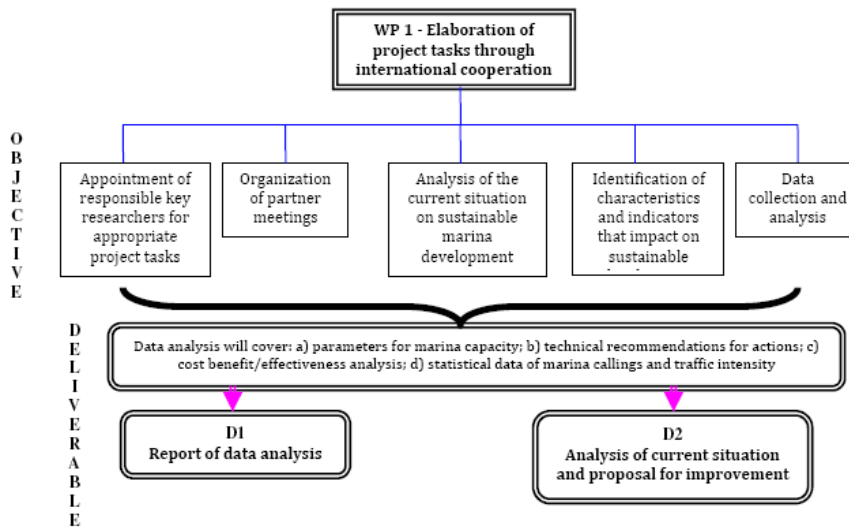 WP 1 - Elaboration of
project tasks through
international cooperation
OBJECTIVE
Appointment of
responsible key
researchers for
appropriate
project tasks
Organization
of partner
meetings
Analysis of the
current situation
on sustainable
marina
development
Identification of
characteristics
and indicators
that impact on
sustainable
Data
collection and
analysis
DELIVERABLE
Data analysis will cover: a) parameters for marina capacity; b) technical recommendations for actions; c)
cost benefit/effectiveness analysis; d) statistical data of marina callings and traffic intensity
D1
Report of data analysis
D2
Analysis of current situation
and proposal for improvement